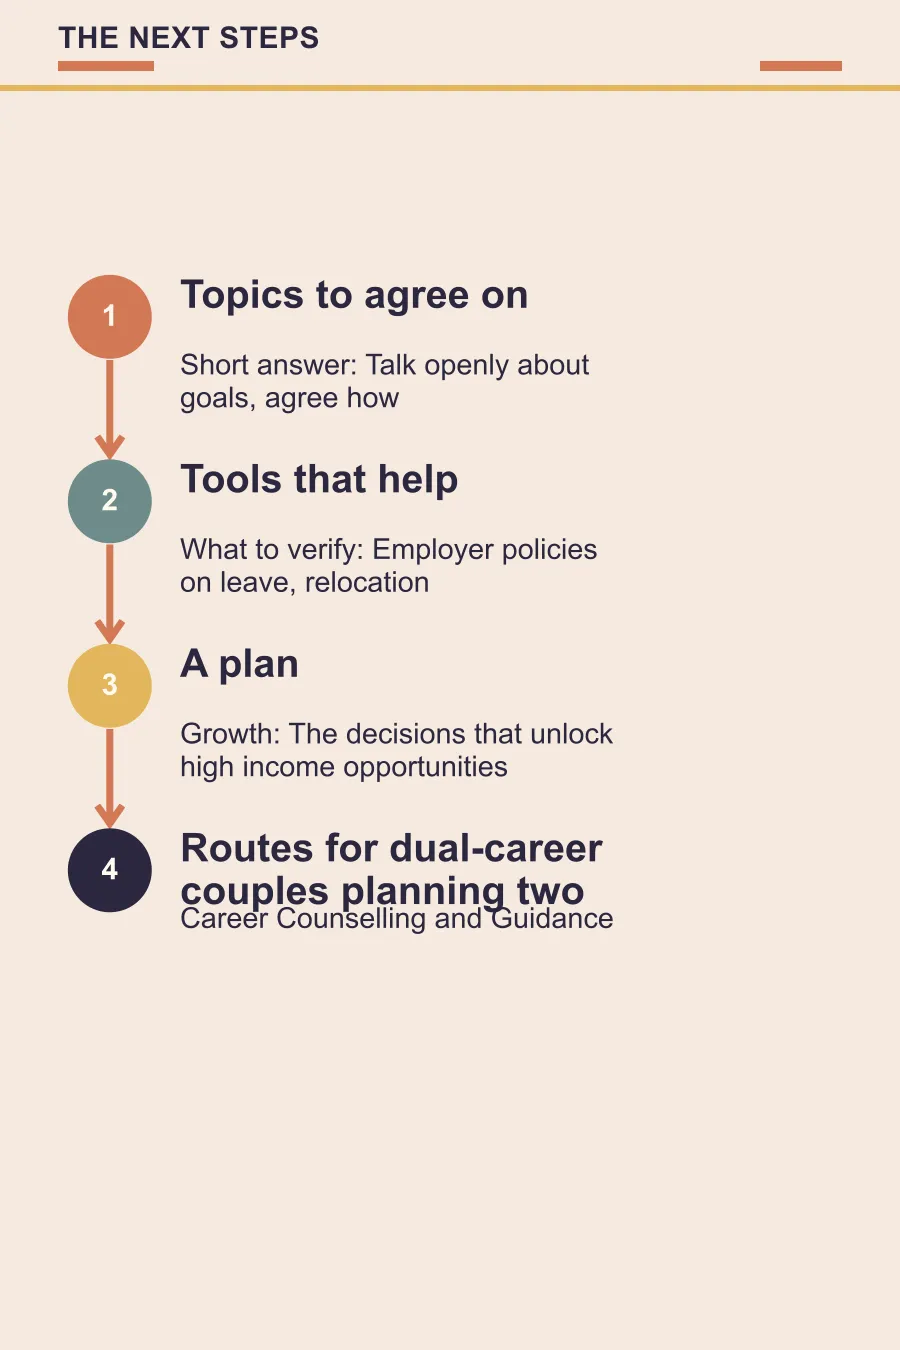 THE NEXT STEPS
1
Topics to agree on
Short answer: Talk openly about
goals, agree how
2
Tools that help
What to verify: Employer policies
on leave, relocation
3
A plan
Growth: The decisions that unlock
high income opportunities
4
Routes for dual-career
couples planning two
Career Counselling and Guidance